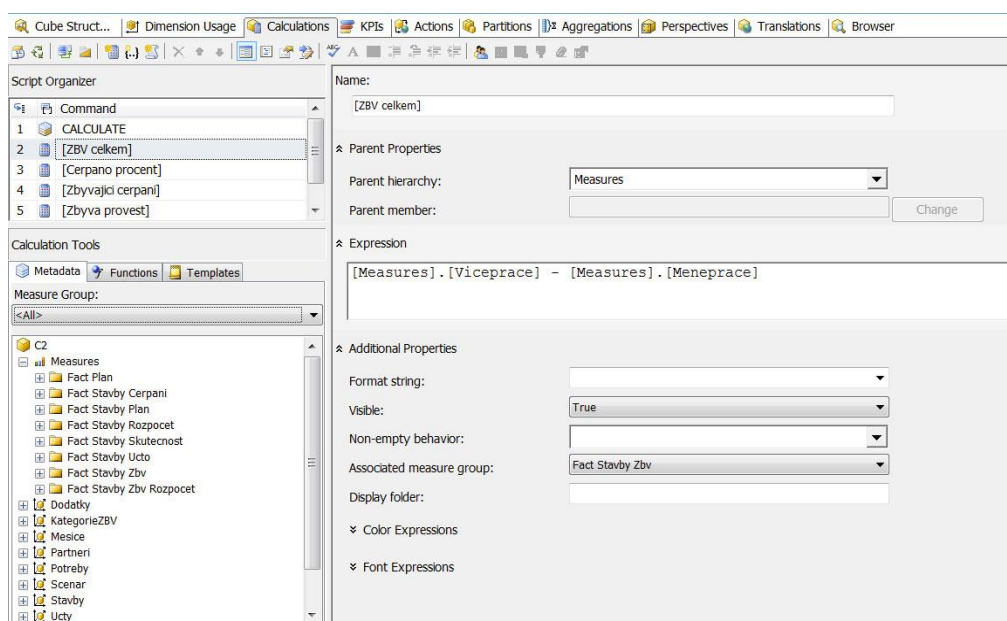 Cube Struct... Dimension Usage Calculations KPIs Actions Partitions Aggregations Perspectives Translations Browser
Script Organizer
Command
1 CALCULATE
2 [ZBV celkem]
3 [Cerpano procent]
4 [Zbyvajici cerpani]
5 [Zbyva provest]
Calculation Tools
Metadata Functions Templates
Measure Group:
<All>
C2
Measures
Fact Plan
Fact Stavby Cerpani
Fact Stavby Plan
Fact Stavby Rozpocet
Fact Stavby Skutecnost
Fact Stavby Ucto
Fact Stavby Zbv
Fact Stavby Zbv Rozpocet
Dodatky
KategorieZBV
Mesice
Partneri
Potreby
Scenar
Stavby
Ucty
Name:
[ZBV celkem]
Parent Properties
Parent hierarchy: Measures
Parent member: Change
Expression
[Measures].[Viceprace] - [Measures].[Meneprace]
Additional Properties
Format string:
Visible: True
Non-empty behavior:
Associated measure group: Fact Stavby Zbv
Display folder:
Color Expressions
Font Expressions